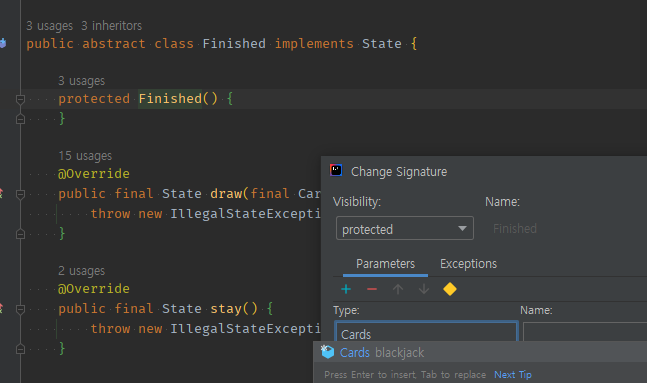 3 usages 3 inheritors
public abstract class Finished implements State {
3 usages
protected Finished() {
}
15 usages
@Override
public final State draw(final Car
throw new IllegalStateExcepti
}
2 usages
@Override
public final State stay() {
throw new IllegalStateExcepti
}
Change Signature
Visibility: Name:
protected Finished
Parameters Exceptions
Type: Name:
Cards
Cards blackjack
Press Enter to insert, Tab to replace Next Tip